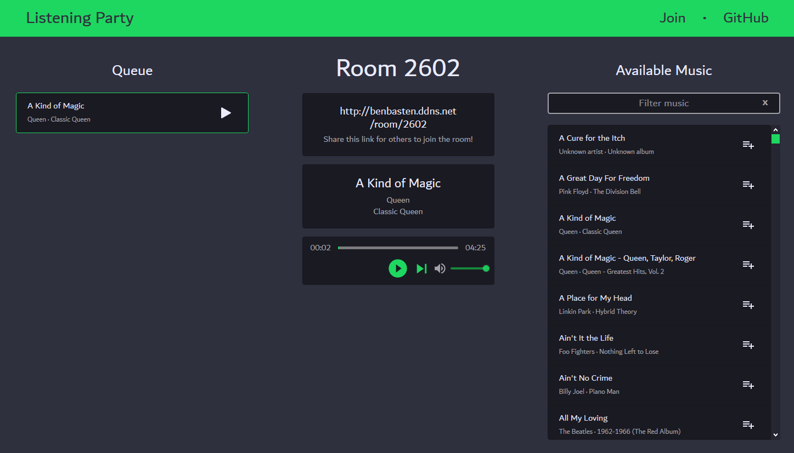 Listening Party
Join · GitHub
Queue
A Kind of Magic
Queen · Classic Queen
Room 2602
http://benbasten.ddns.net
/room/2602
Share this link for others to join the room!
A Kind of Magic
Queen
Classic Queen
00:02
04:25
Available Music
Filter music
x
A Cure for the Itch
Unknown artist · Unknown album
A Great Day For Freedom
Pink Floyd · The Division Bell
A Kind of Magic
Queen · Classic Queen
A Kind of Magic - Queen, Taylor, Roger
Queen · Queen - Greatest Hits, Vol. 2
A Place for My Head
Linkin Park · Hybrid Theory
Ain't It the Life
Foo Fighters · Nothing Left to Lose
Ain't No Crime
Billy Joel · Piano Man
All My Loving
The Beatles · 1962-1966 (The Red Album)